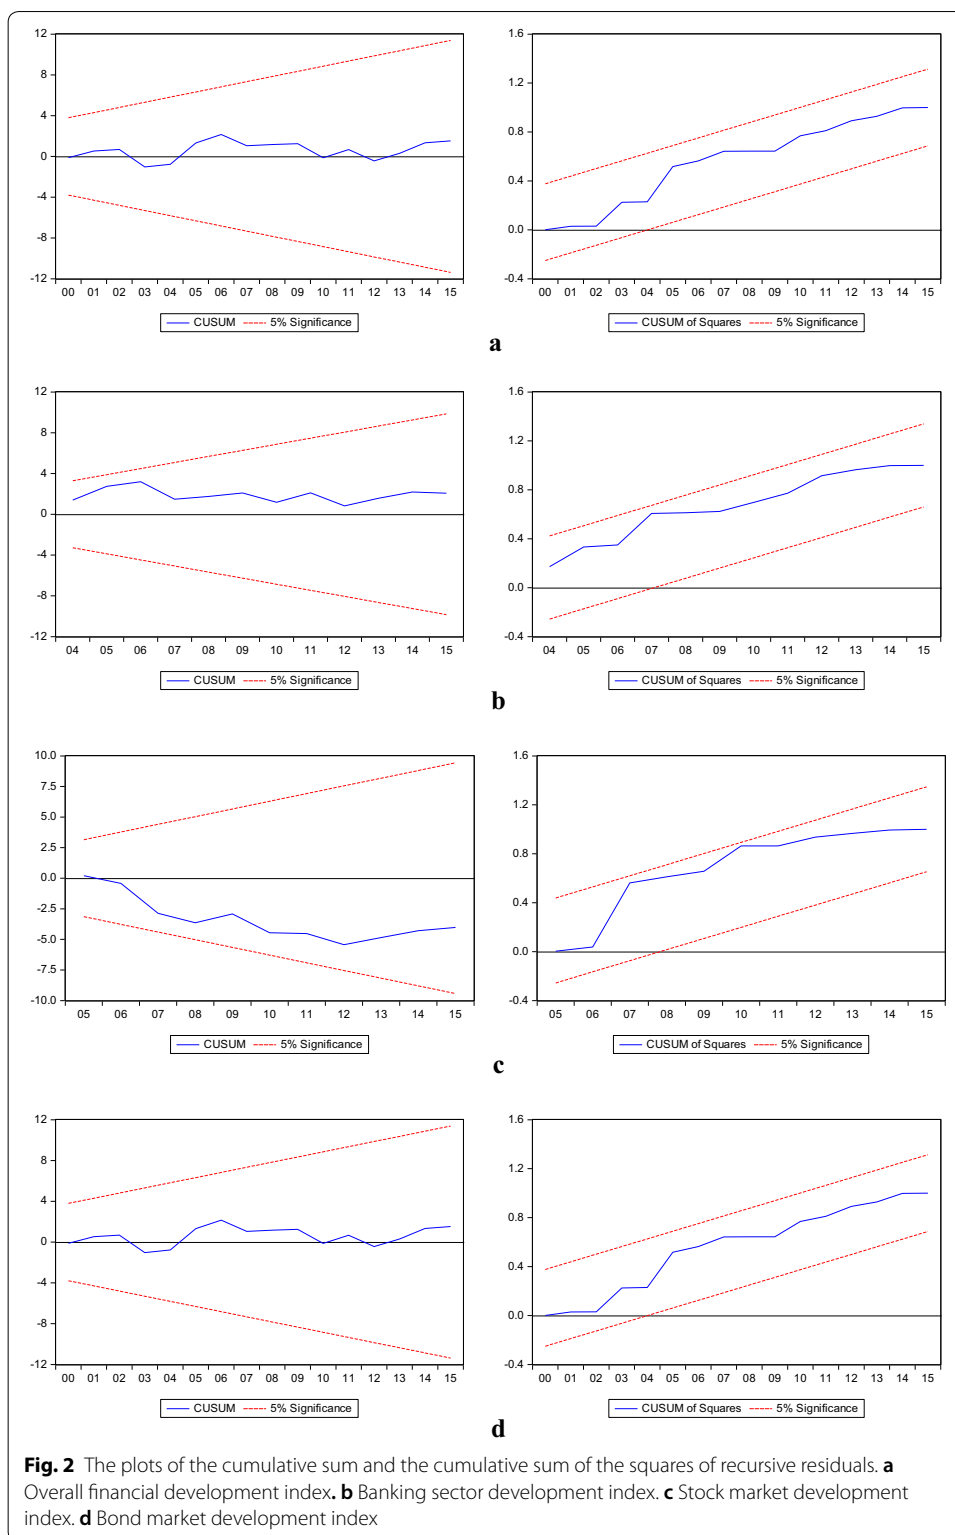 12
8
4
0
-4
-8
-12
00 01 02 03 04 05 06 07 08 09 10 11 12 13 14 15
CUSUM 5% Significance
1.6
1.2
0.8
0.4
0.0
-0.4
00 01 02 03 04 05 06 07 08 09 10 11 12 13 14 15
CUSUM of Squares 5% Significance
a
12
8
4
0
-4
-8
-12
04 05 06 07 08 09 10 11 12 13 14 15
CUSUM 5% Significance
1.6
1.2
0.8
0.4
0.0
-0.4
04 05 06 07 08 09 10 11 12 13 14 15
CUSUM of Squares 5% Significance
b
10.0
7.5
5.0
2.5
0.0
-2.5
-5.0
-7.5
-10.0
05 06 07 08 09 10 11 12 13 14 15
CUSUM 5% Significance
1.6
1.2
0.8
0.4
0.0
-0.4
05 06 07 08 09 10 11 12 13 14 15
CUSUM of Squares 5% Significance
c
12
8
4
0
-4
-8
-12
00 01 02 03 04 05 06 07 08 09 10 11 12 13 14 15
CUSUM 5% Significance
1.6
1.2
0.8
0.4
0.0
-0.4
00 01 02 03 04 05 06 07 08 09 10 11 12 13 14 15
CUSUM of Squares 5% Significance
d
Fig. 2 The plots of the cumulative sum and the cumulative sum of the squares of recursive residuals. a
Overall financial development index. b Banking sector development index. c Stock market development
index. d Bond market development index